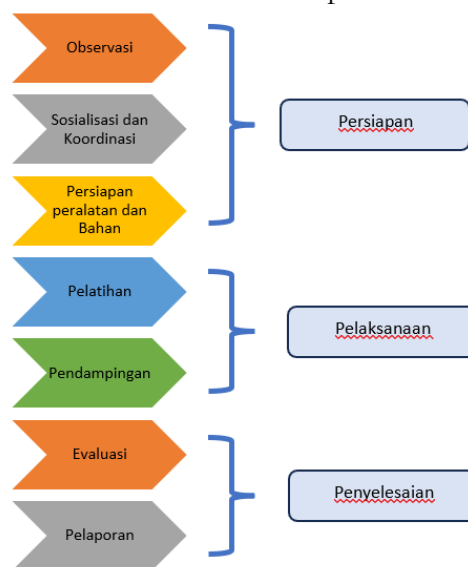 Observasi
Sosialisasi dan
Koordinasi
Persiapan
Persiapan
peralatan dan
Bahan
Pelatihan
Pelaksanaan
Pendampingan
Evaluasi
Penyelesaian
Pelaporan